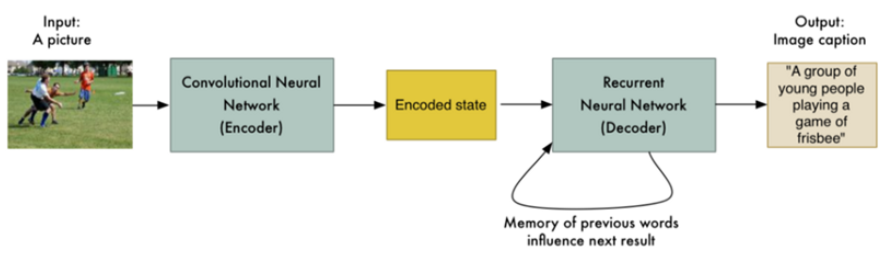 Input:
A picture
Convolutional Neural
Network
(Encoder)
Encoded state
Recurrent
Neural Network
(Decoder)
Memory of previous words
influence next result
Output:
Image caption
"A group of
young people
playing a
game of
frisbee"